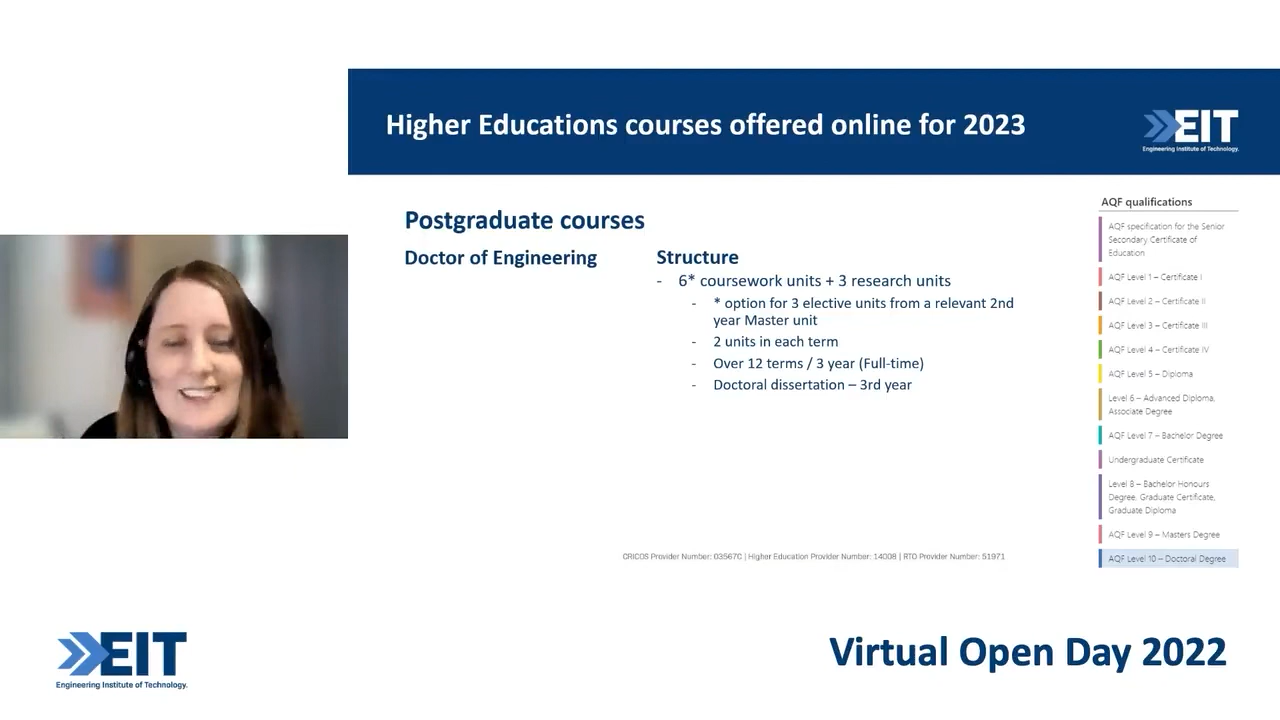 Higher Educations courses offered online for 2023
EIT
Engineering Institute of Technology.
Postgraduate courses
Doctor of Engineering
Structure
- 6* coursework units + 3 research units
- * option for 3 elective units from a relevant 2nd
year Master unit
- 2 units in each term
- Over 12 terms / 3 year (Full-time)
- Doctoral dissertation – 3rd year
AQF qualifications
AQF specification for the Senior
Secondary Certificate of
Education
AQF Level 1 – Certificate I
AQF Level 2 – Certificate II
AQF Level 3 – Certificate III
AQF Level 4 – Certificate IV
AQF Level 5 – Diploma
Level 6 – Advanced Diploma,
Associate Degree
AQF Level 7 – Bachelor Degree
Undergraduate Certificate
Level 8 – Bachelor Honours
Degree, Graduate Certificate,
Graduate Diploma
AQF Level 9 – Masters Degree
AQF Level 10 – Doctoral Degree
CRICOS Provider Number: 03567C | Higher Education Provider Number: 14008 | RTO Provider Number: 51971
EIT
Engineering Institute of Technology.
Virtual Open Day 2022